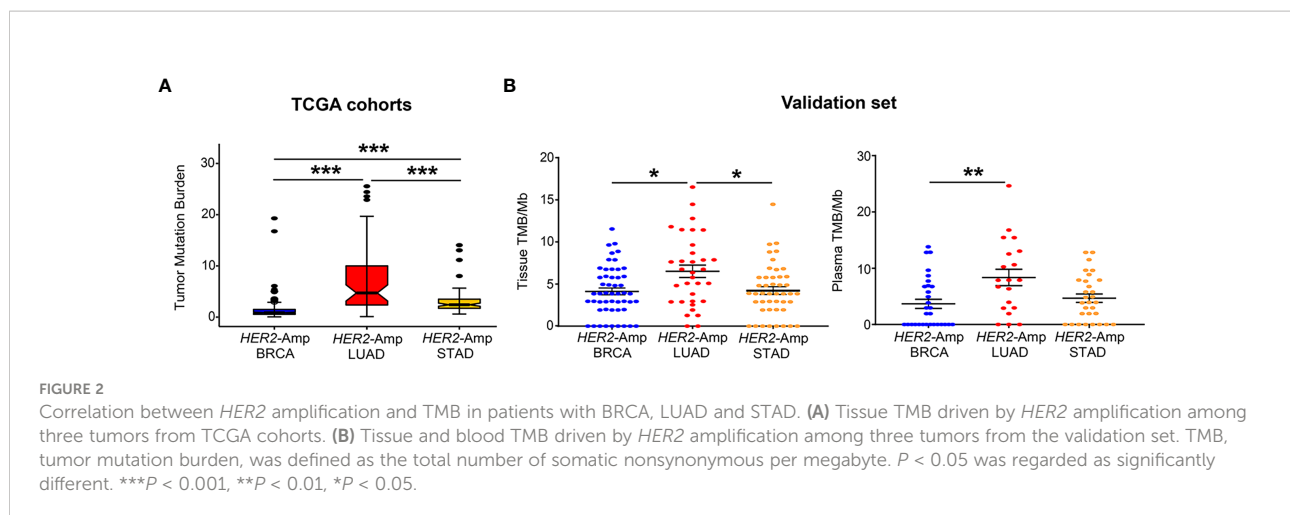 A
TCGA cohorts
Tumor Mutation Burden
30
20
10
0
***
***
***
HER2-Amp
BRCA
HER2-Amp
LUAD
HER2-Amp
STAD
B
Validation set
Tissue TMB/Mb
20
15
10
5
0
*
*
HER2-Amp
BRCA
HER2-Amp
LUAD
HER2-Amp
STAD
Plasma TMB/Mb
30
20
10
0
**
HER2-Amp
BRCA
HER2-Amp
LUAD
HER2-Amp
STAD
FIGURE 2
Correlation between HER2 amplification and TMB in patients with BRCA, LUAD and STAD. (A) Tissue TMB driven by HER2 amplification among
three tumors from TCGA cohorts. (B) Tissue and blood TMB driven by HER2 amplification among three tumors from the validation set. TMB,
tumor mutation burden, was defined as the total number of somatic nonsynonymous per megabyte. P < 0.05 was regarded as significantly
different. ***P < 0.001, **P < 0.01, *P < 0.05.